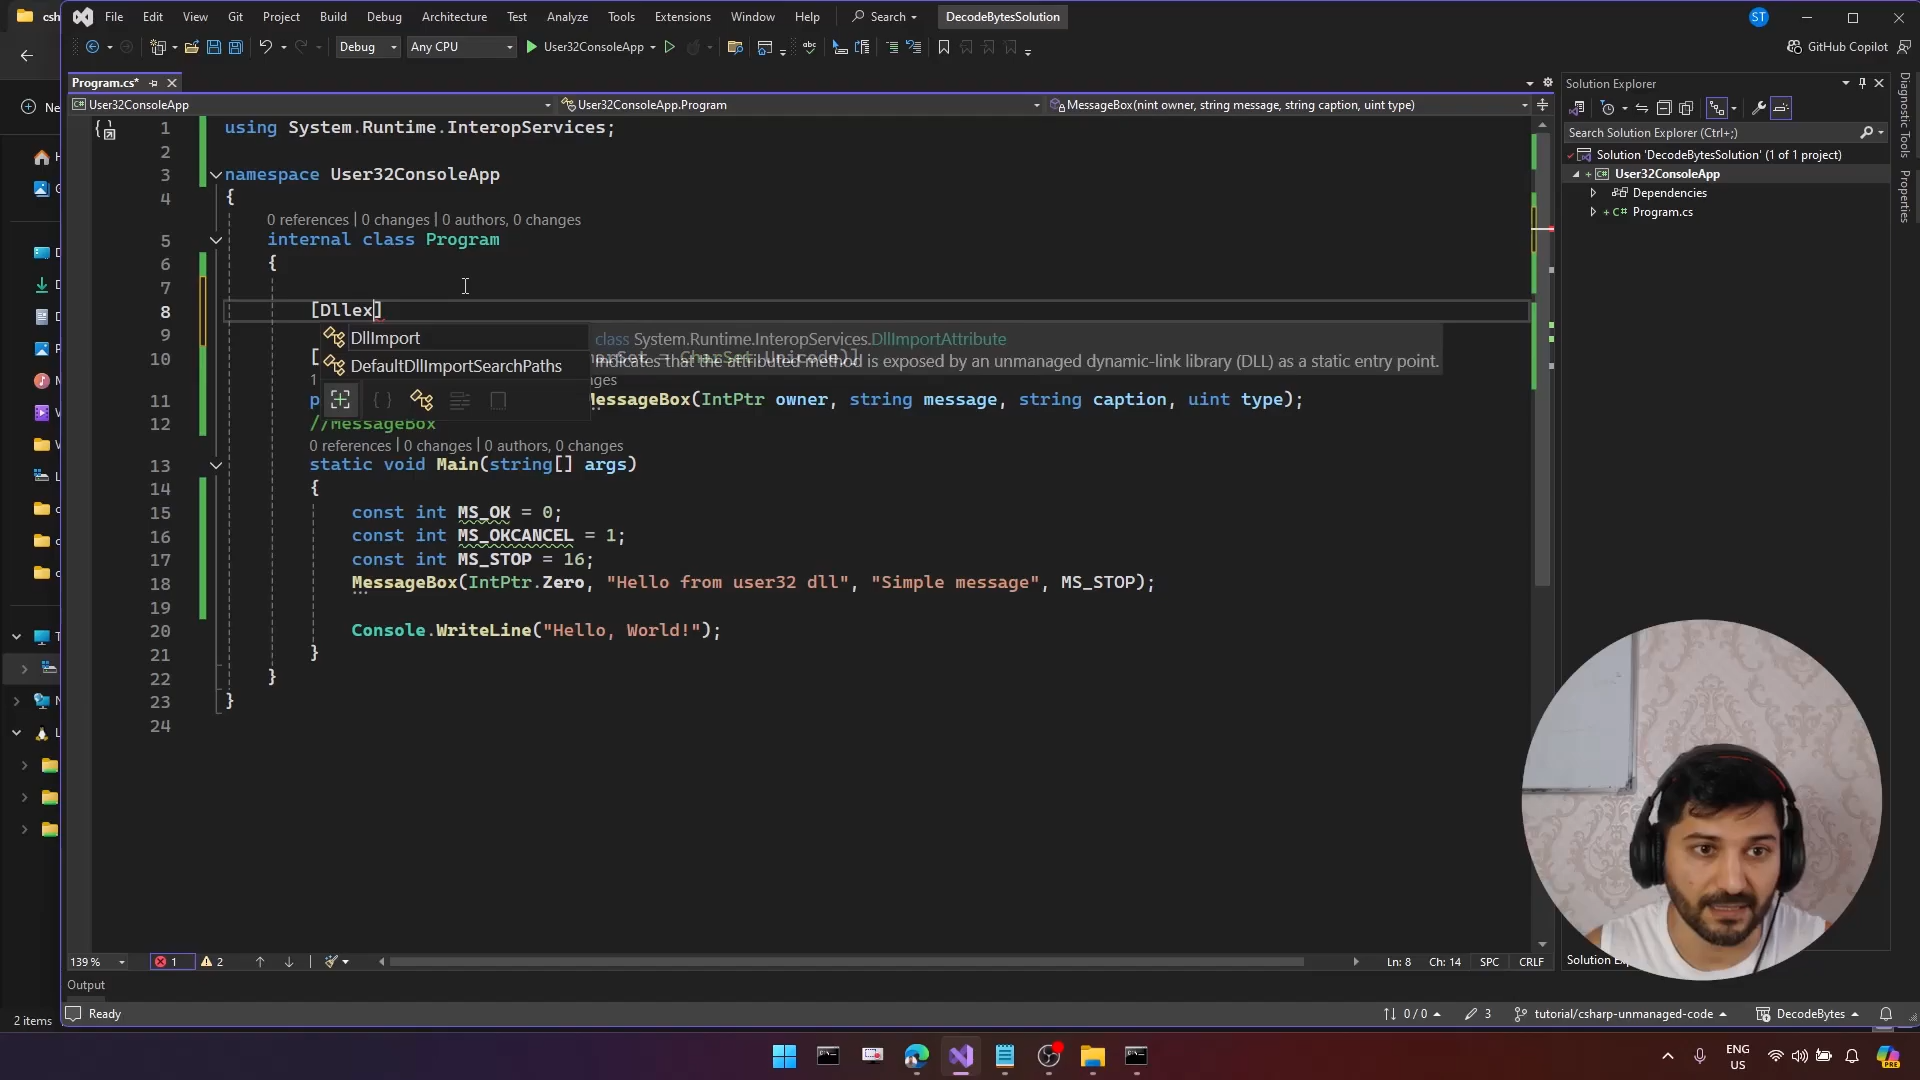 csh
File Edit View Git Project Build Debug Architecture Test Analyze Tools Extensions Window Help Search DecodeBytesSolution ST
Debug Any CPU User32ConsoleApp GitHub Copilot
Program.cs*
User32ConsoleApp User32ConsoleApp.Program MessageBox(nint owner, string message, string caption, uint type)
1 using System.Runtime.InteropServices;
2
3 namespace User32ConsoleApp
4 {
0 references | 0 changes | 0 authors, 0 changes
5 internal class Program
6 {
7
8 [Dllex]
9 DllImport
class System.Runtime.InteropServices.DllImportAttribute
10 [ DefaultDllImportSearchPaths
CharSet = CharSet.Unicode)]
Indicates that the attributed method is exposed by an unmanaged dynamic-link library (DLL) as a static entry point.
11 p MessageBox(IntPtr owner, string message, string caption, uint type);
12 //MessageBox
0 references | 0 changes | 0 authors, 0 changes
13 static void Main(string[] args)
14 {
15 const int MS_OK = 0;
16 const int MS_OKCANCEL = 1;
17 const int MS_STOP = 16;
18 MessageBox(IntPtr.Zero, "Hello from user32 dll", "Simple message", MS_STOP);
19
20 Console.WriteLine("Hello, World!");
21 }
22 }
23 }
24
139 % 1 2 Ln: 8 Ch: 14 SPC CRLF
Output
Ready 0 / 0 3 tutorial/csharp-unmanaged-code DecodeBytes
Solution Explorer
Search Solution Explorer (Ctrl+;)
Solution 'DecodeBytesSolution' (1 of 1 project)
User32ConsoleApp
Dependencies
C# Program.cs
Diagnostic Tools
Properties
2 items
ENG
US
PRE